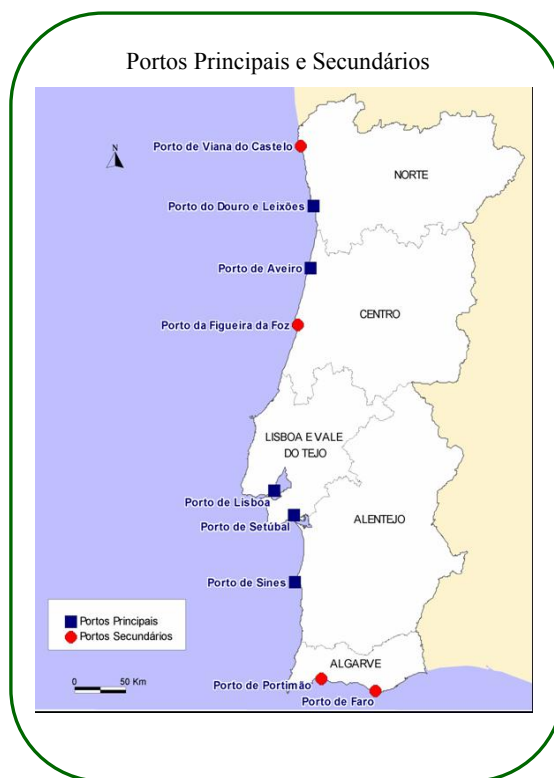 Portos Principais e Secundários
N
Porto de Viana do Castelo
NORTE
Porto do Douro e Leixões
Porto de Aveiro
CENTRO
Porto da Figueira da Foz
LISBOA E VALE
DO TEJO
Porto de Lisboa
ALENTEJO
Porto de Setúbal
Porto de Sines
Portos Principais
Portos Secundários
ALGARVE
0 50 Km
Porto de Portimão
Porto de Faro